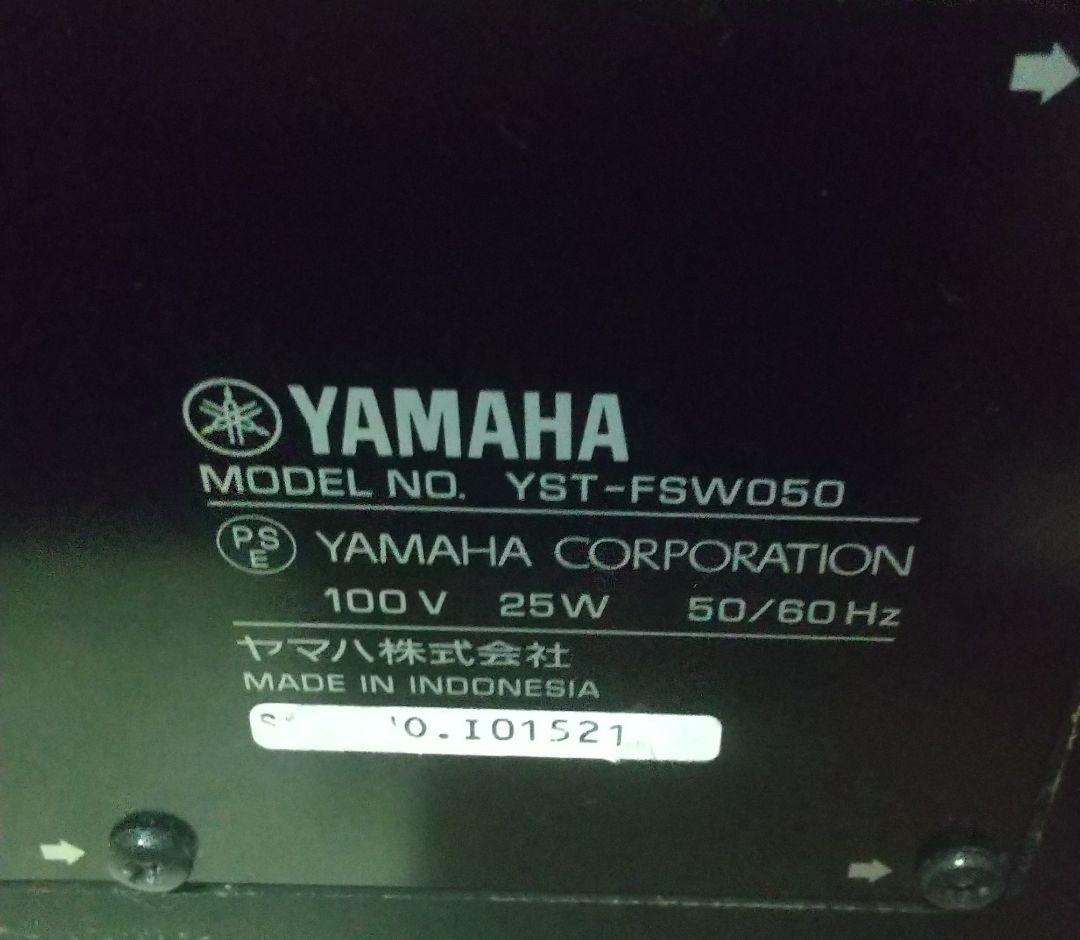 YAMAHA
MODEL NO. YST-FSW050
PSE YAMAHA CORPORATION
100V 25W 50/60Hz
ヤマハ株式会社
MADE IN INDONESIA
O.I01521